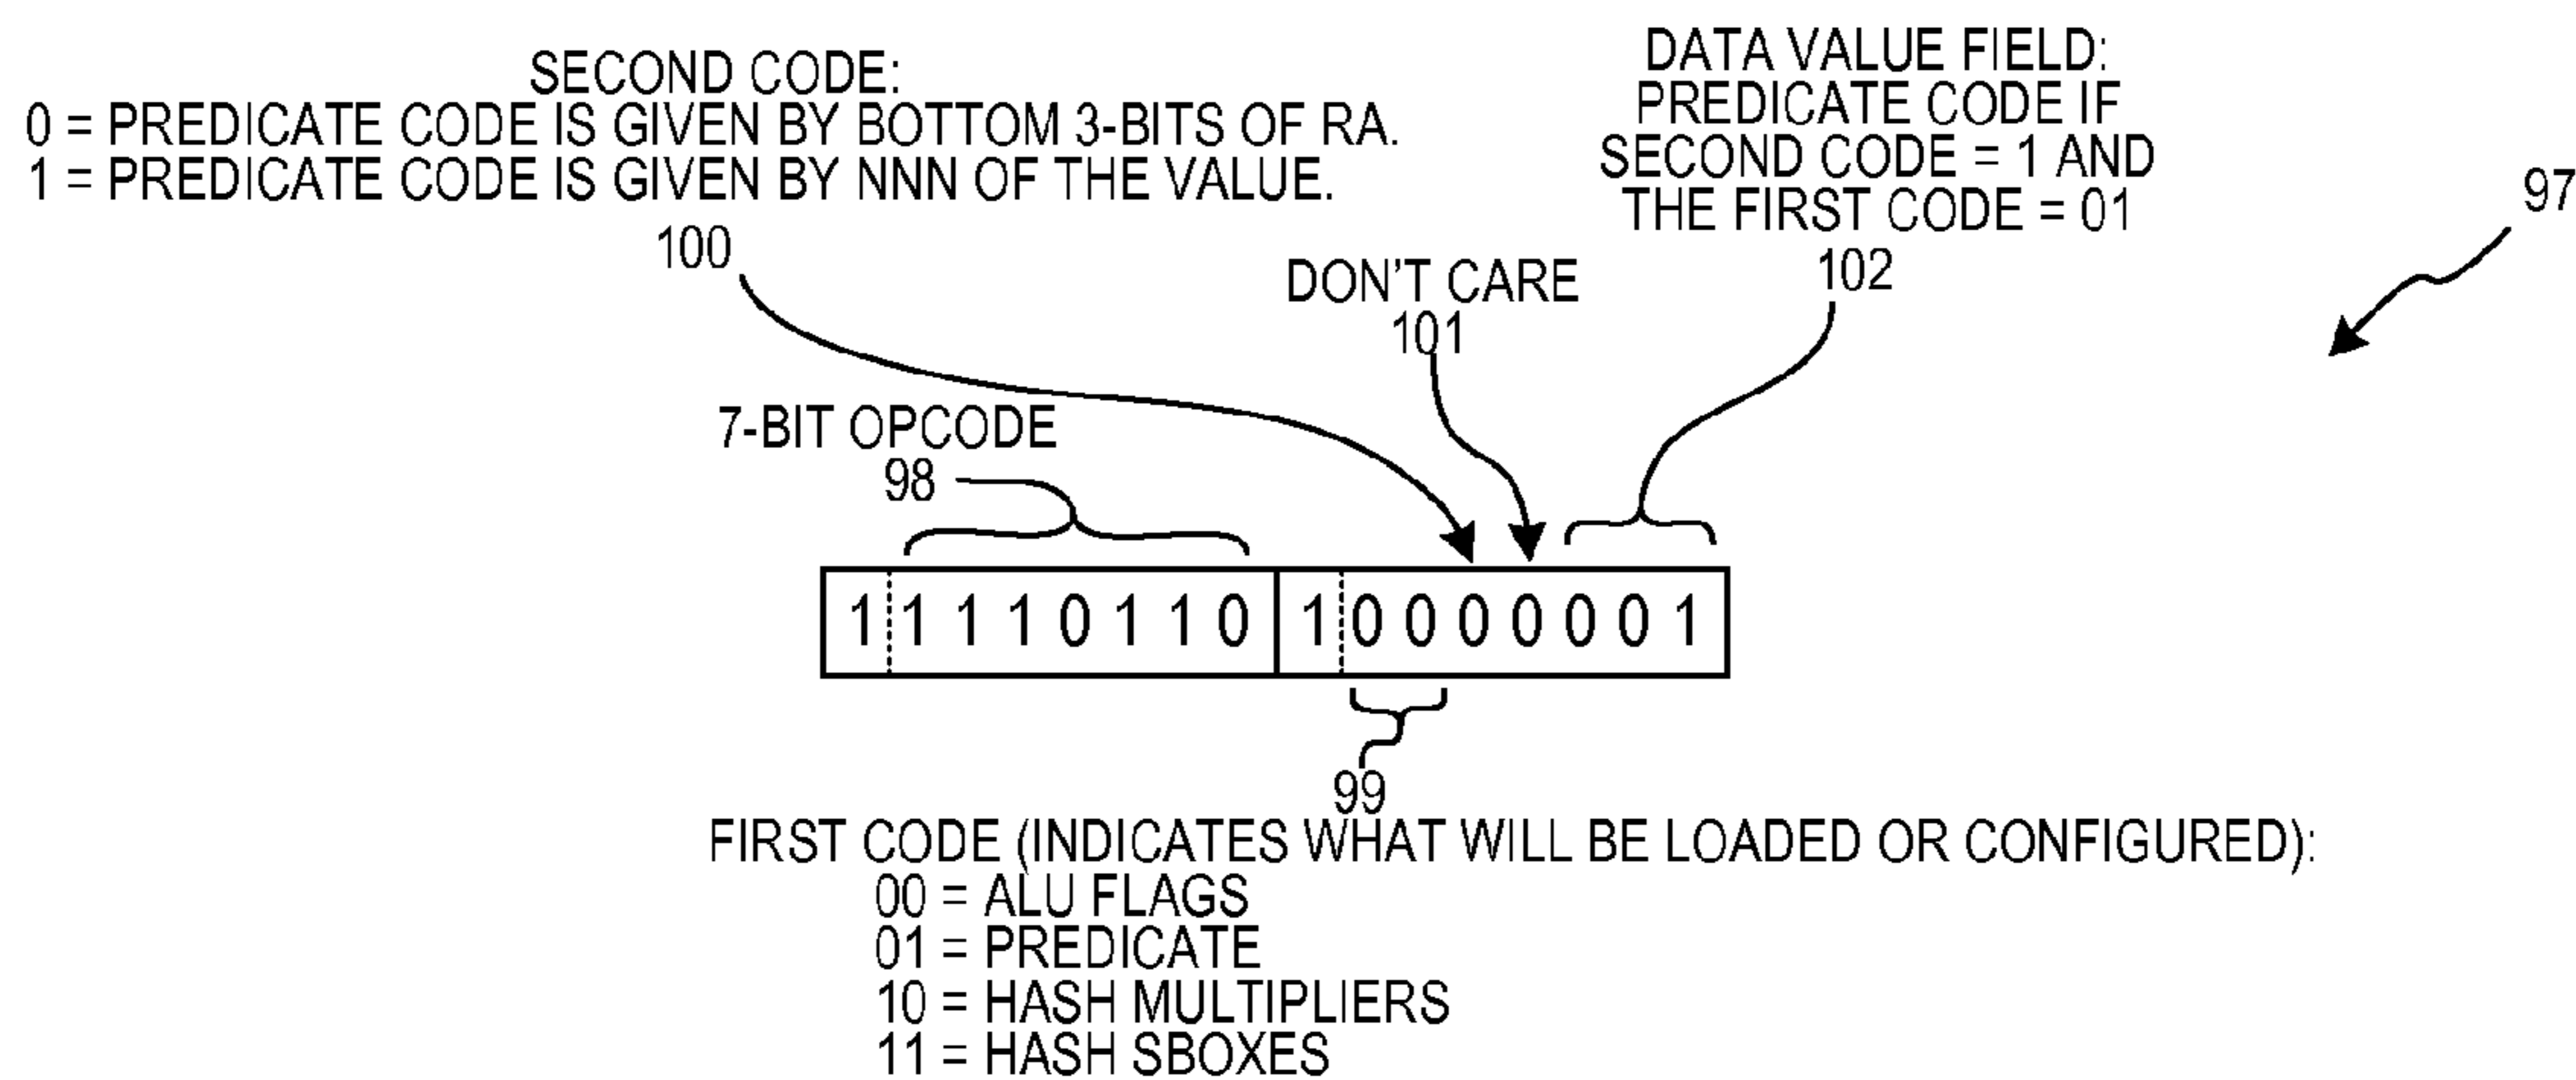 SECOND CODE:
0 = PREDICATE CODE IS GIVEN BY BOTTOM 3-BITS OF RA.
1 = PREDICATE CODE IS GIVEN BY NNN OF THE VALUE.
100
DATA VALUE FIELD:
PREDICATE CODE IF
SECOND CODE = 1 AND
THE FIRST CODE = 01
102
97
DON'T CARE
101
7-BIT OPCODE
98
1 1 1 1 0 1 1 0 1 0 0 0 0 0 0 1
99
FIRST CODE (INDICATES WHAT WILL BE LOADED OR CONFIGURED):
00 = ALU FLAGS
01 = PREDICATE
10 = HASH MULTIPLIERS
11 = HASH SBOXES